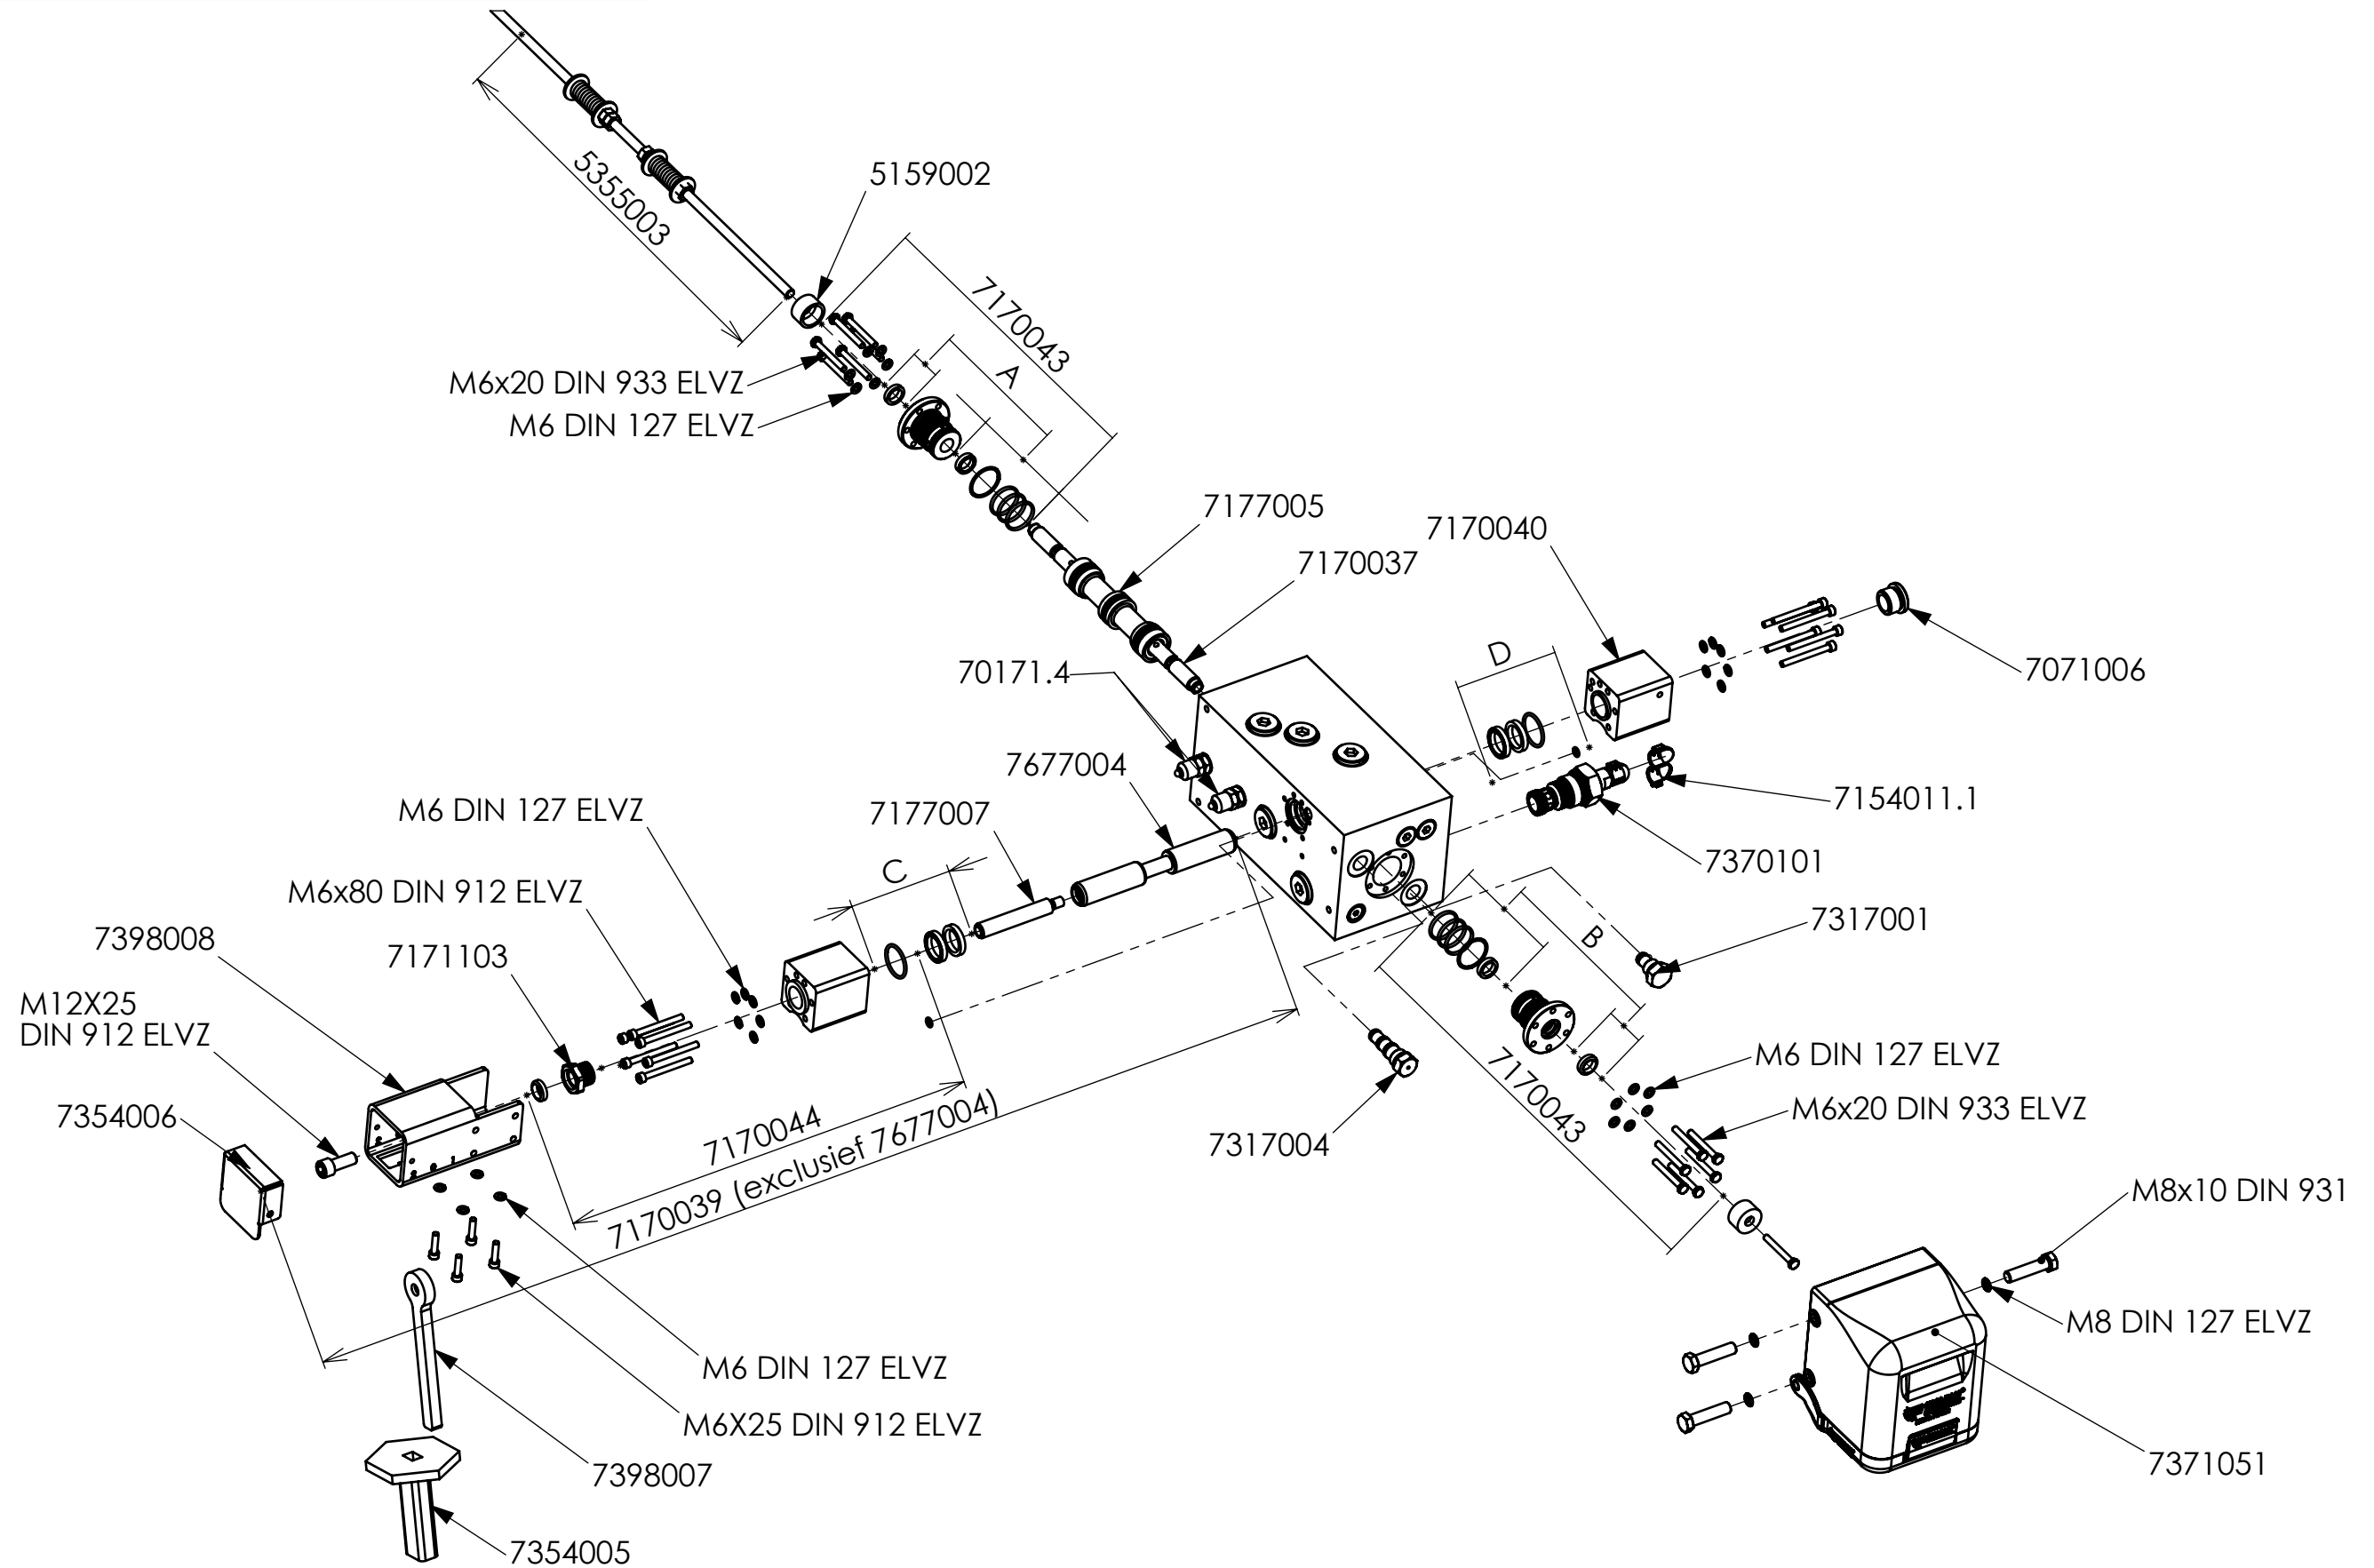 5355003
5159002
7170043
A
M6x20 DIN 933 ELVZ
M6 DIN 127 ELVZ
7177005
7170037
7170040
7071006
D
70171.4
7677004
7154011.1
7177007
7370101
M6 DIN 127 ELVZ
C
M6x80 DIN 912 ELVZ
7317001
7398008
7171103
B
M12X25
DIN 912 ELVZ
M6 DIN 127 ELVZ
7354006
7170044
7170039 (exclusief 7677004)
7317004
7170043
M6x20 DIN 933 ELVZ
M8x10 DIN 931
M8 DIN 127 ELVZ
M6 DIN 127 ELVZ
M6X25 DIN 912 ELVZ
7398007
7371051
7354005